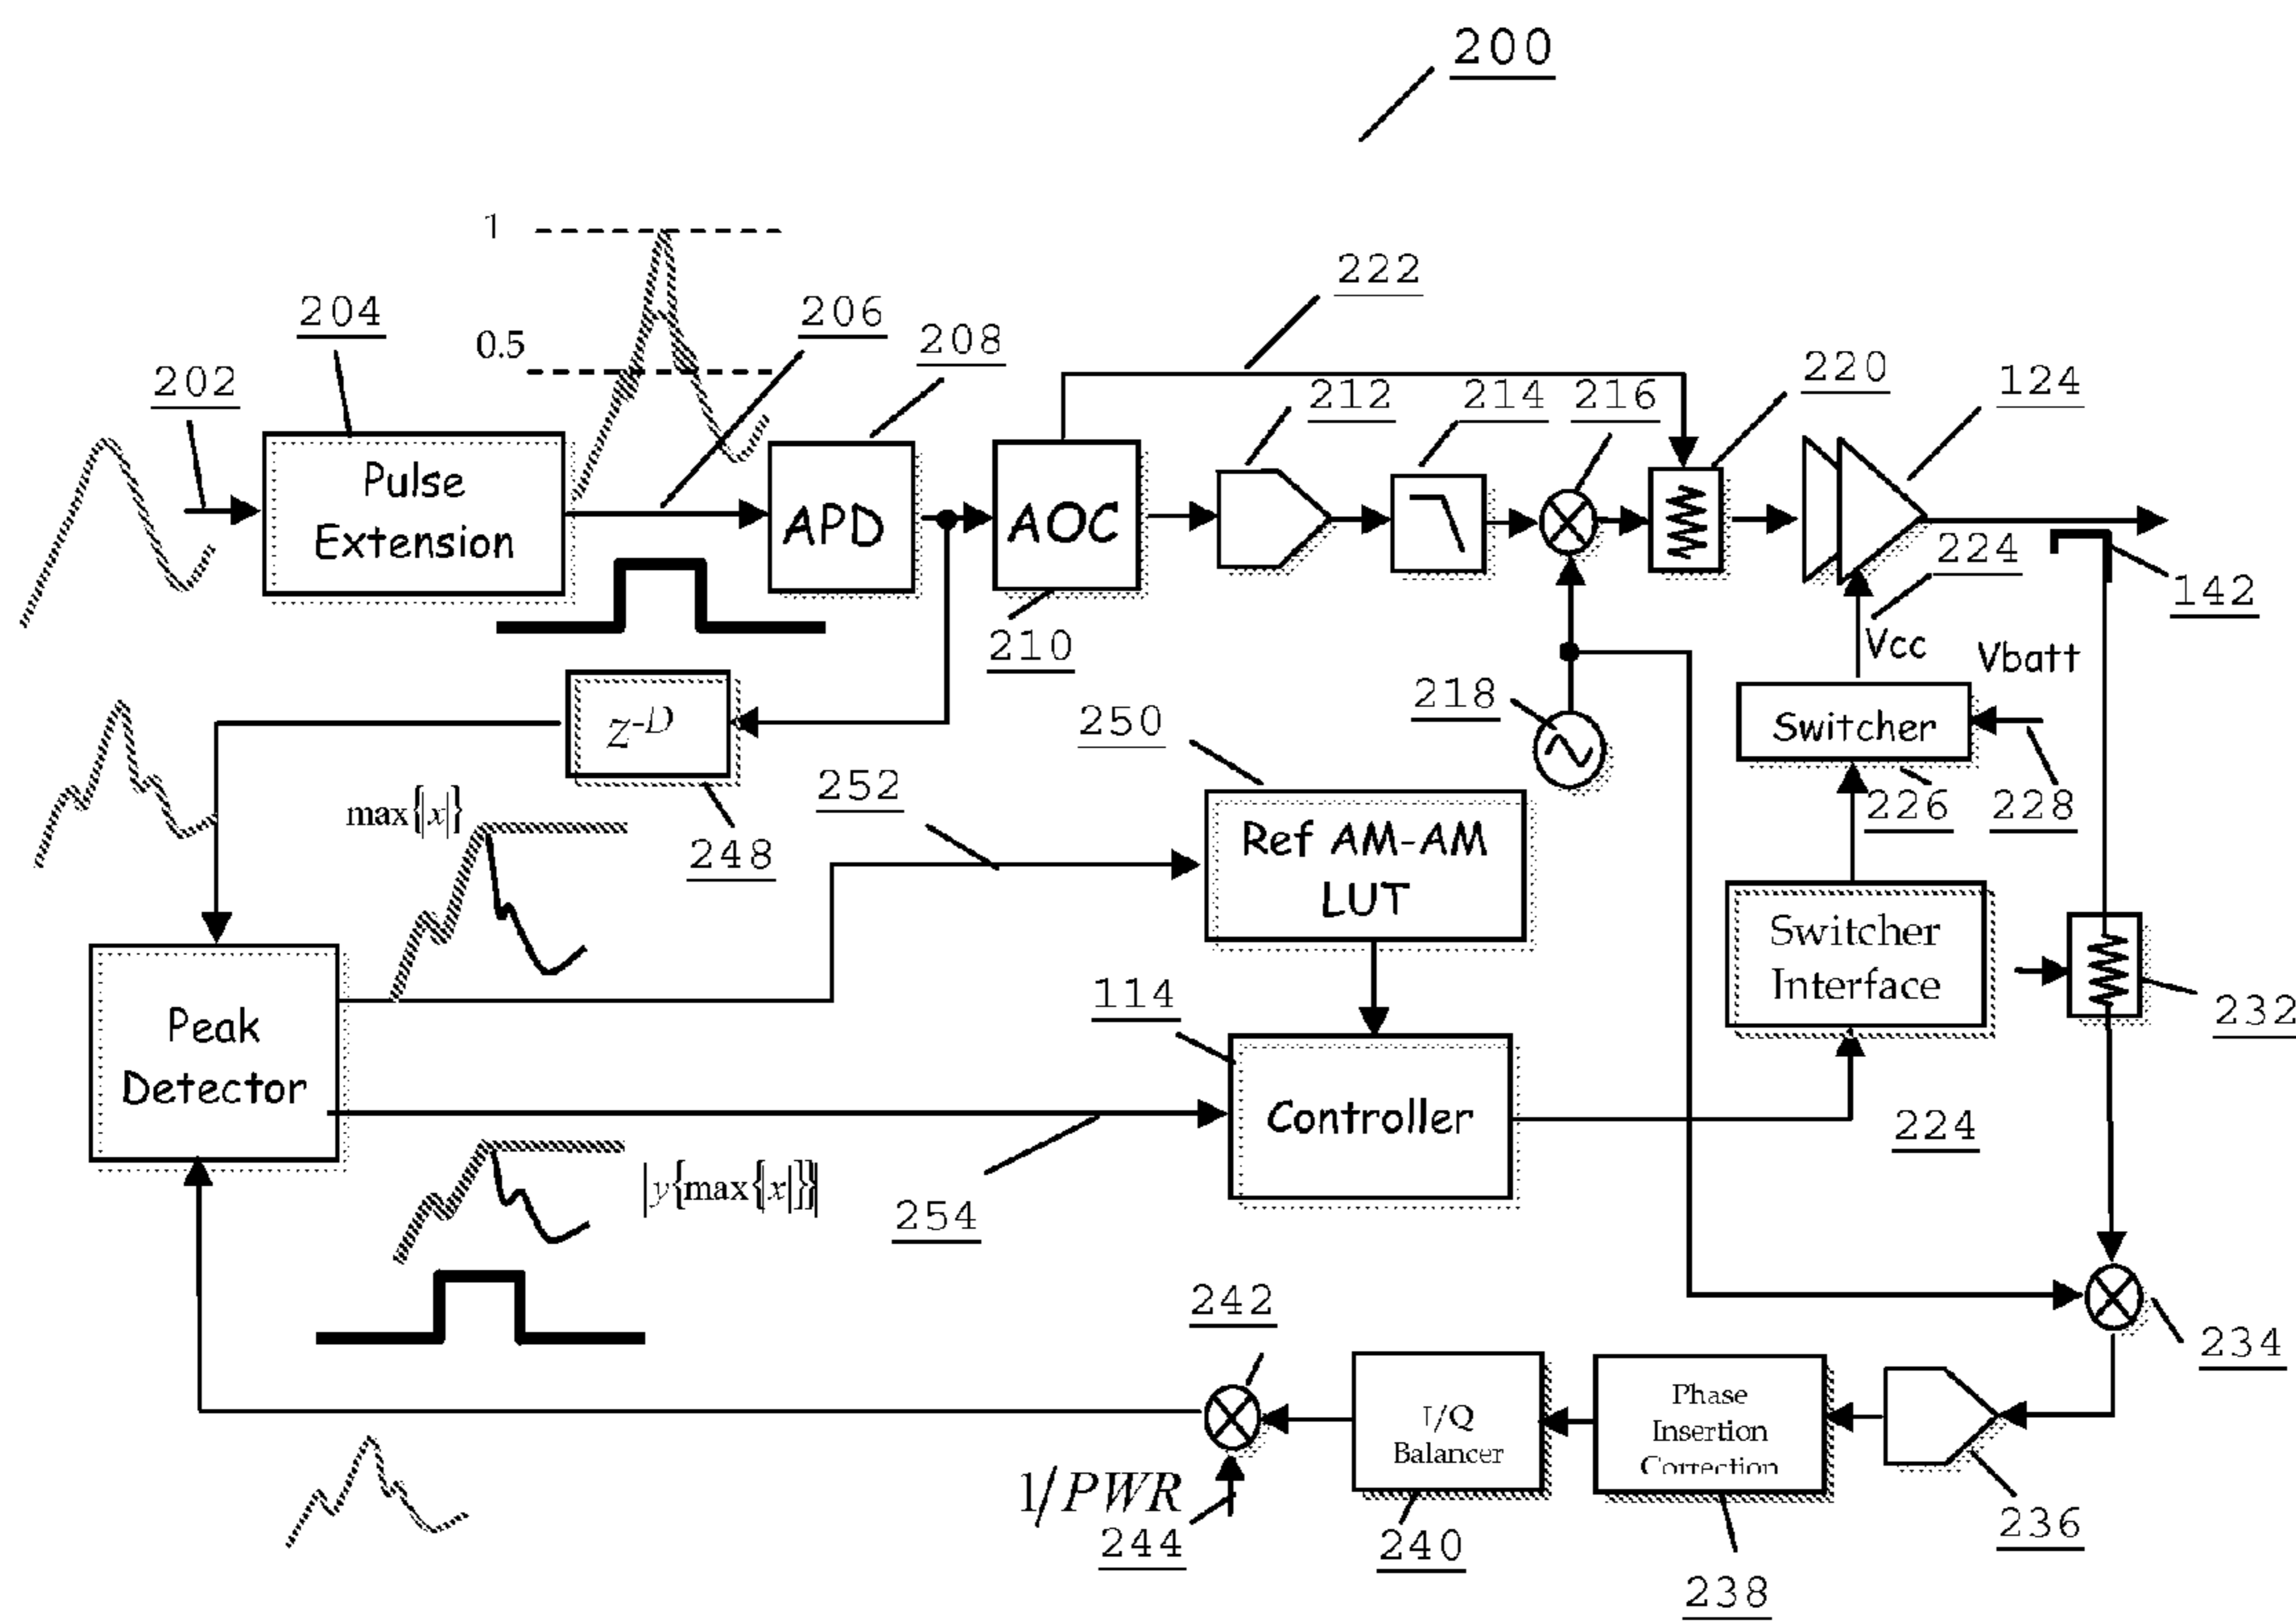 200
1
0.5
204
206
208
202
222
212
214
216
220
124
Pulse
Extension
APD
AOC
224
142
210
Vcc
Vbatt
z-D
218
Switcher
250
252
226
228
max{|x|}
248
Ref AM-AM
LUT
Switcher
Interface
232
114
Peak
Detector
Controller
224
|y{max{|x|}}|
254
242
234
I/Q
Balancer
Phase
Insertion
Correction
1/PWR
244
240
236
238